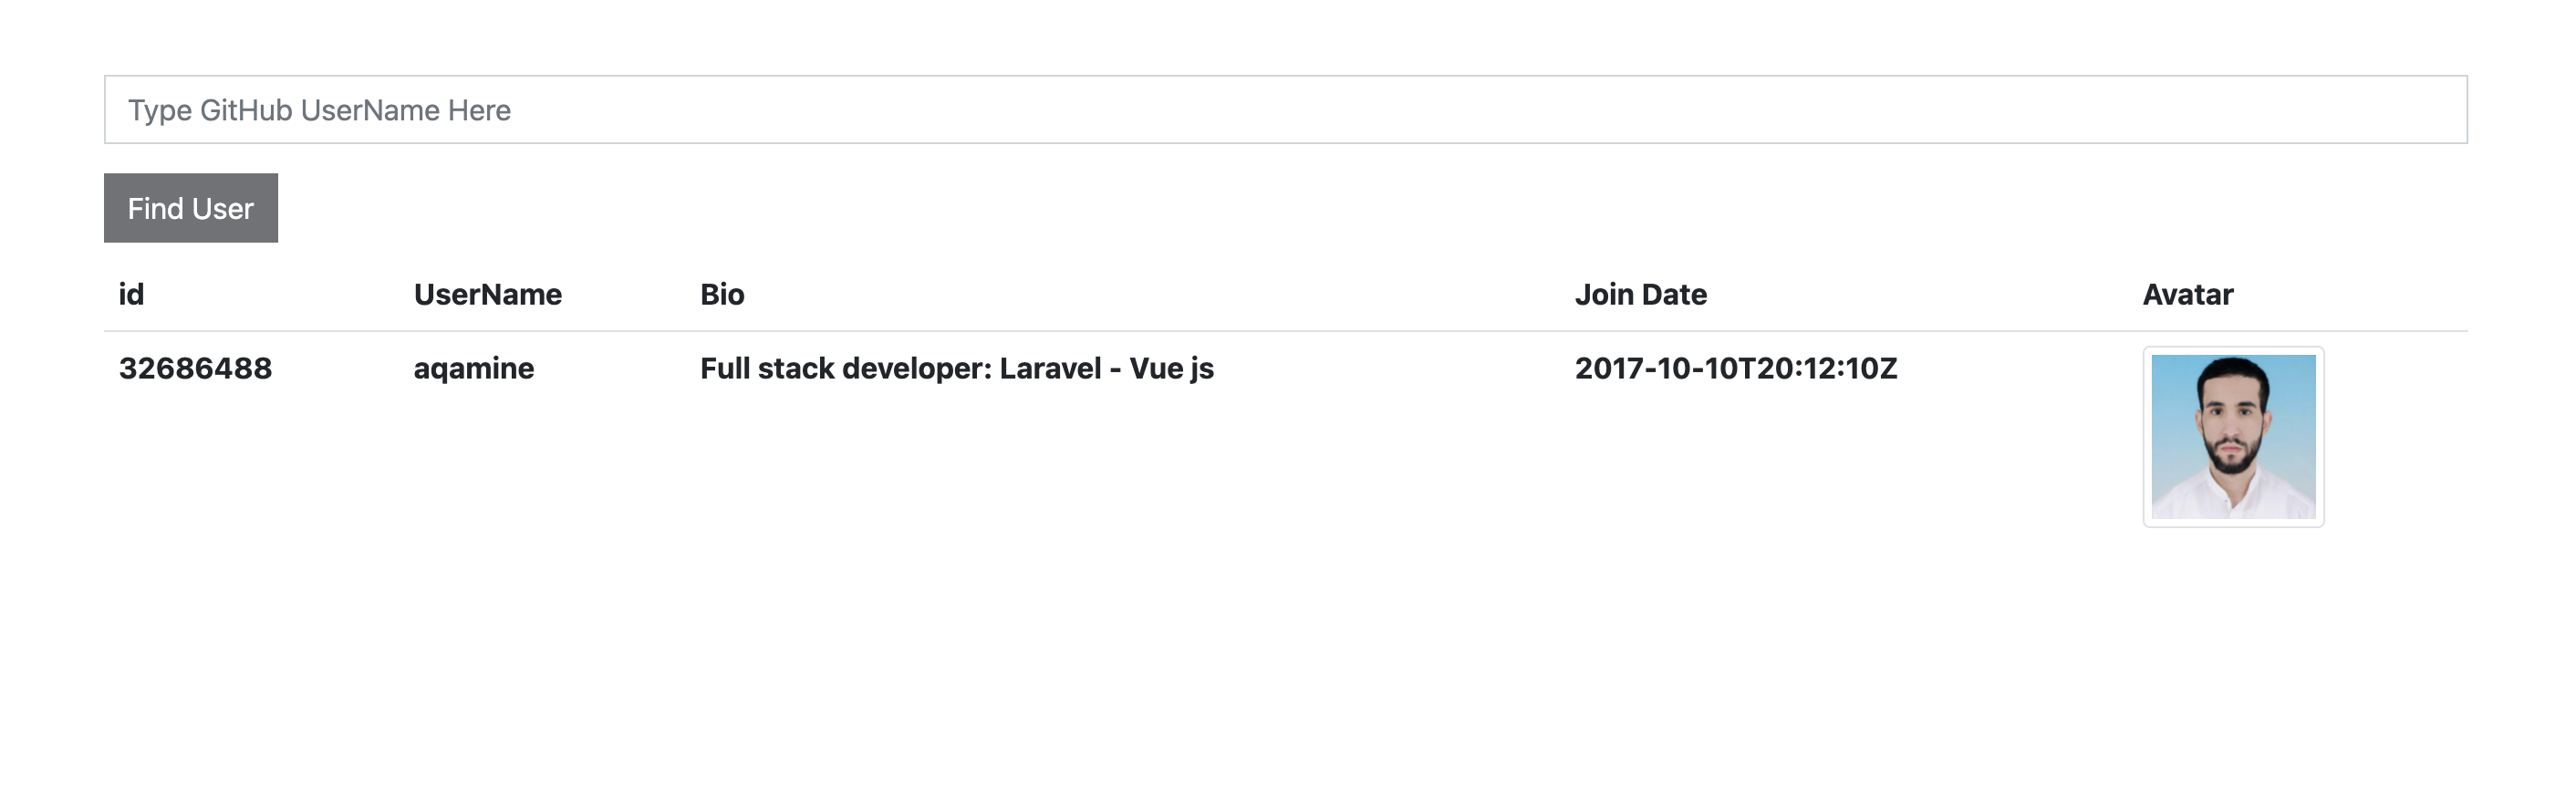 Type GitHub UserName Here
Find User
id UserName Bio Join Date Avatar
32686488 aqamine Full stack developer: Laravel - Vue js 2017-10-10T20:12:10Z